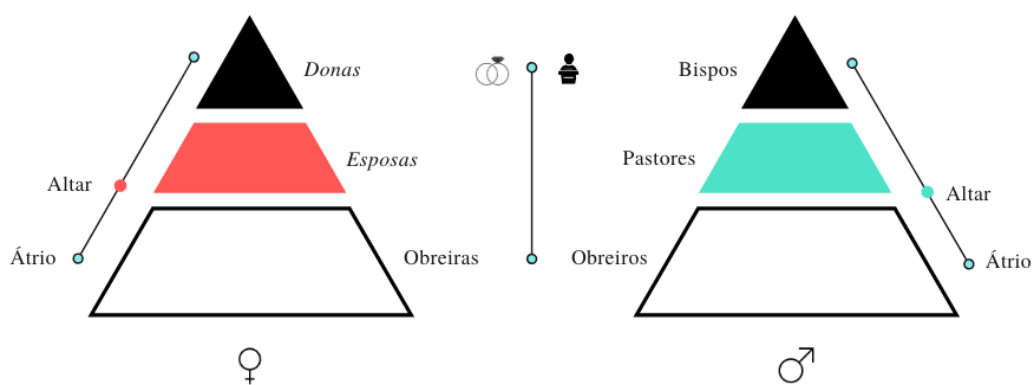 Donas
Esposas
Altar
Átrio
Obreiras
Bispos
Pastores
Altar
Obreiros
Átrio